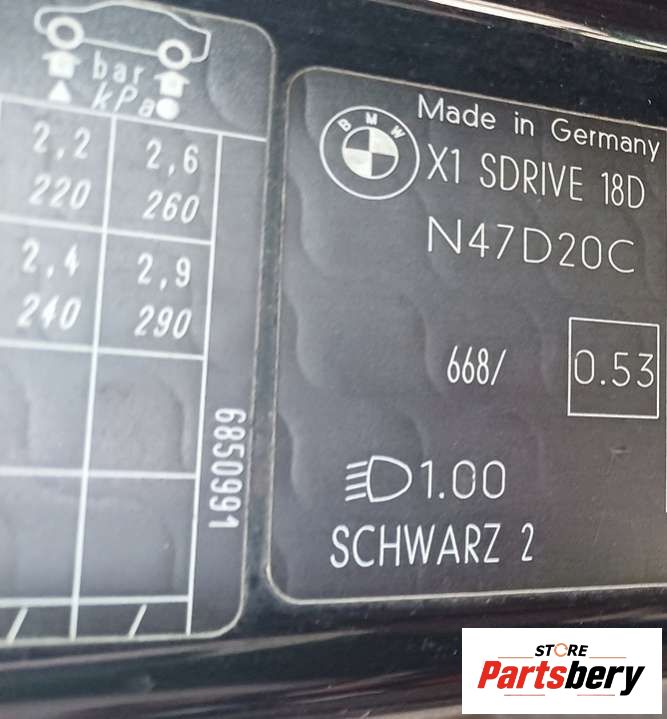 bar
kPa
2,2 2,6
220 260
2,4 2,9
240 290
6850991
Made in Germany
BMW
X1 SDRIVE 18D
N47D20C
668/ 0.53
1.00
SCHWARZ 2
STORE
Partsbery